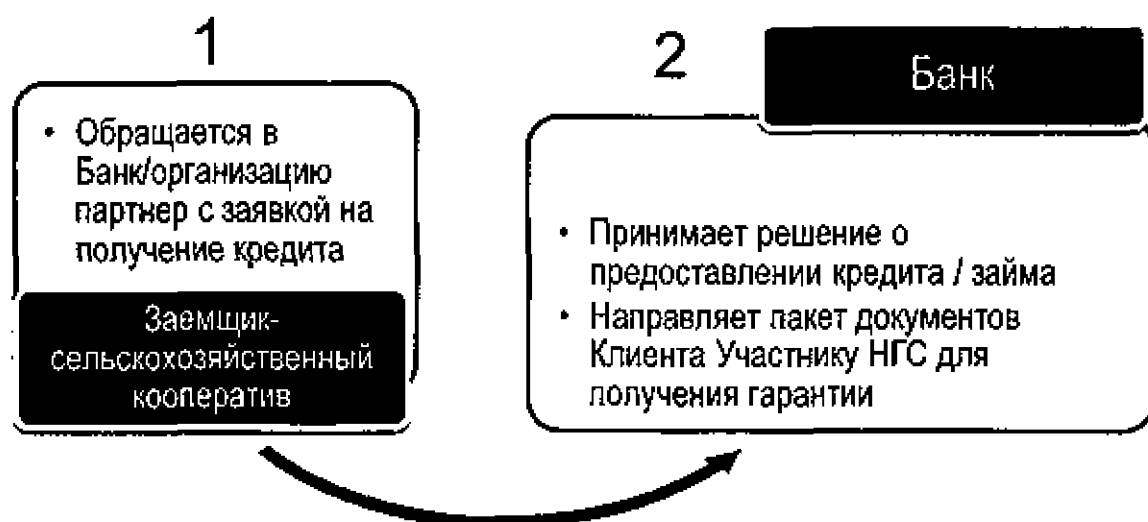 1
• Обращается в
Банк/организацию
партнер с заявкой на
получение кредита
Заемщик-
сельскохозяйственный
кооператив
2
Банк
• Принимает решение о
предоставлении кредита / займа
• Направляет пакет документов
Клиента Участнику НГС для
получения гарантии